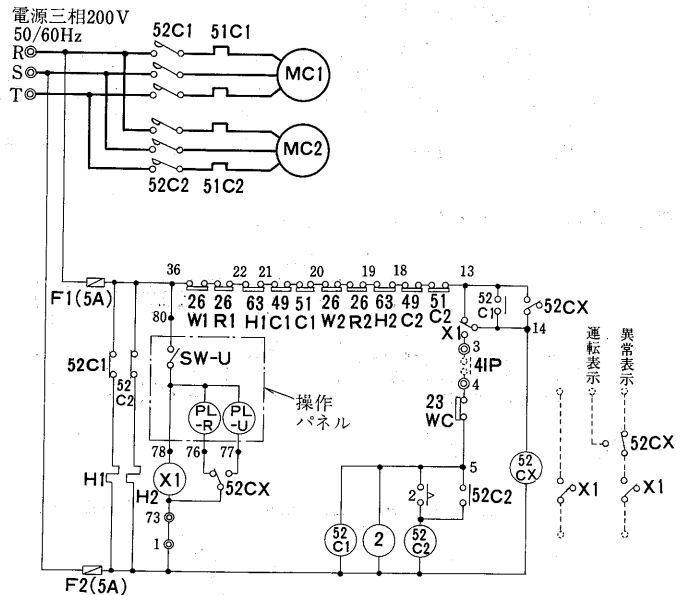 電源三相200V
50/60Hz
R
S
T
52C1
51C1
MC1
MC2
52C2
51C2
F1(5A)
36
22
21
20
19
18
13
26
W1
26
R1
63
H1
49
C1
51
C1
26
W2
26
R2
63
H2
49
C2
51
C2
52
C1
52CX
X1
14
80
SW-U
52C1
52
C2
PL
-R
PL
-U
操作
パネル
3
4IP
4
23
WC
運転表示
異常表示
52CX
H1
H2
78
76
77
X1
52CX
73
1
5
2
52C2
52
CX
X1
X1
52
C1
2
52
C2
F2(5A)